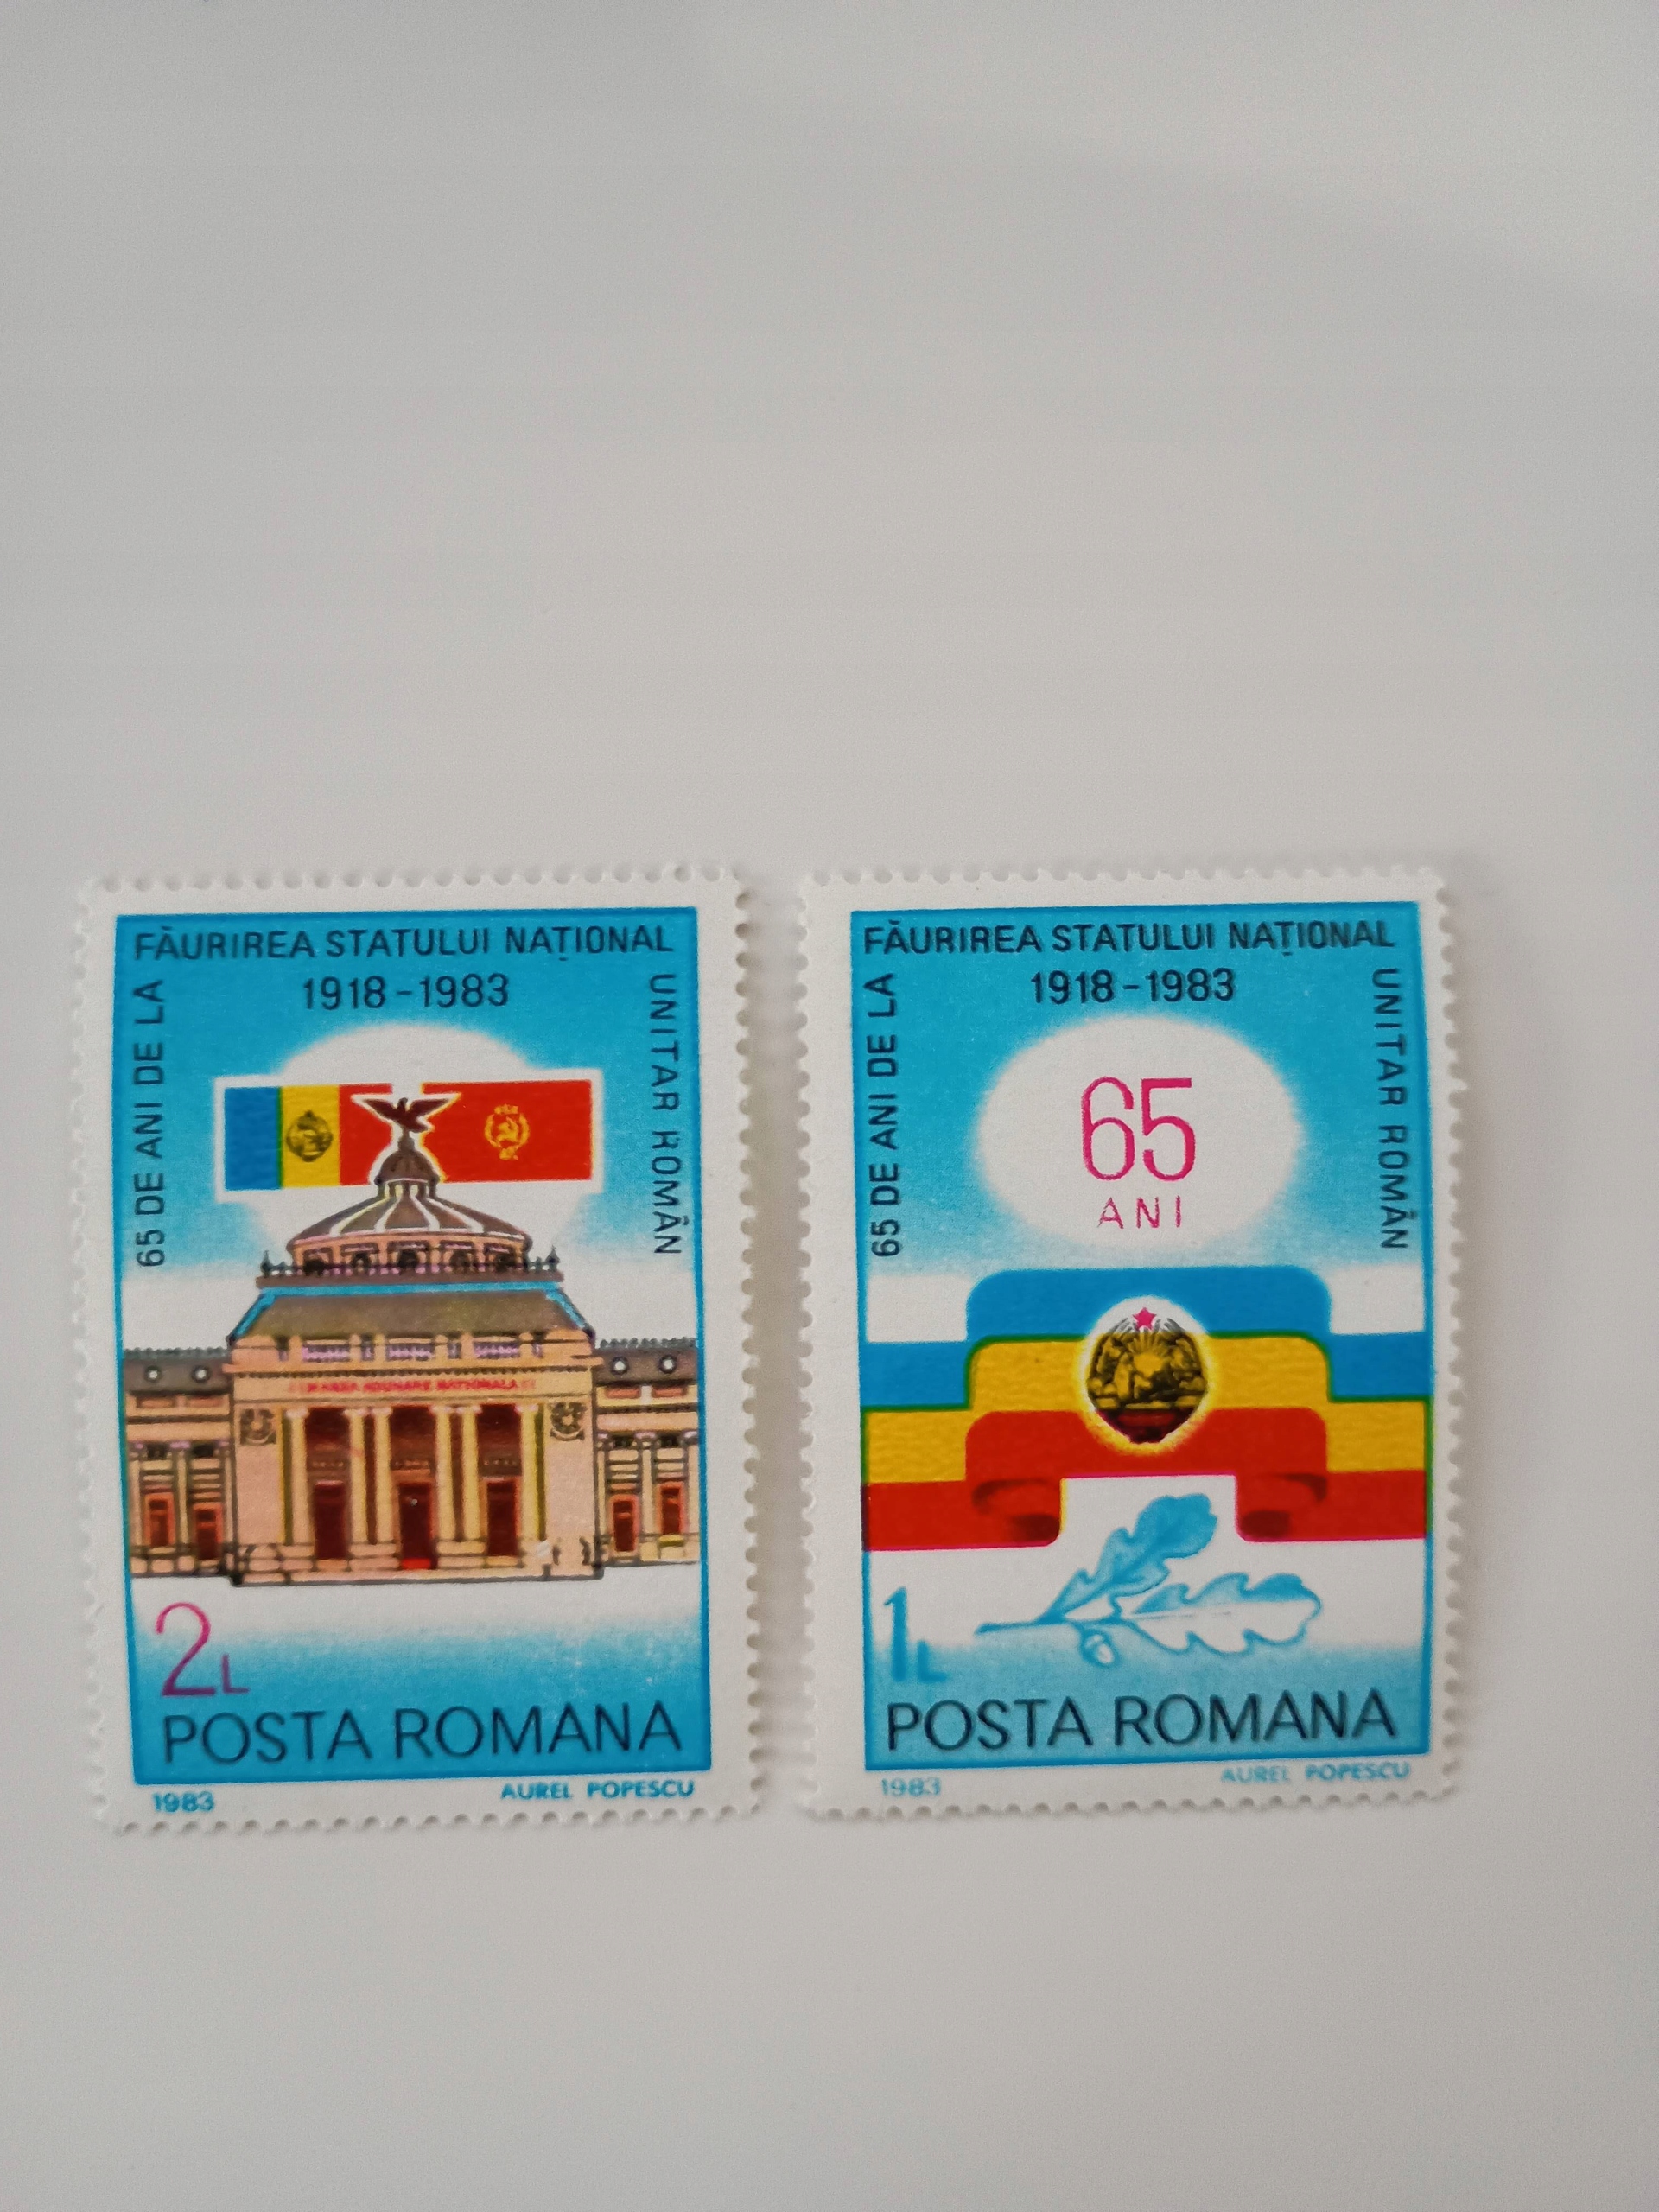 FĂURIREA STATULUI NAȚIONAL
1918-1983
65 DE ANI DE LA
UNITAR ROMÂN
2L
POSTA ROMANA
1983
AUREL POPESCU
FĂURIREA STATULUI NAȚIONAL
1918-1983
65 DE ANI DE LA
UNITAR ROMÂN
65
ANI
1L
POSTA ROMANA
1983
AUREL POPESCU